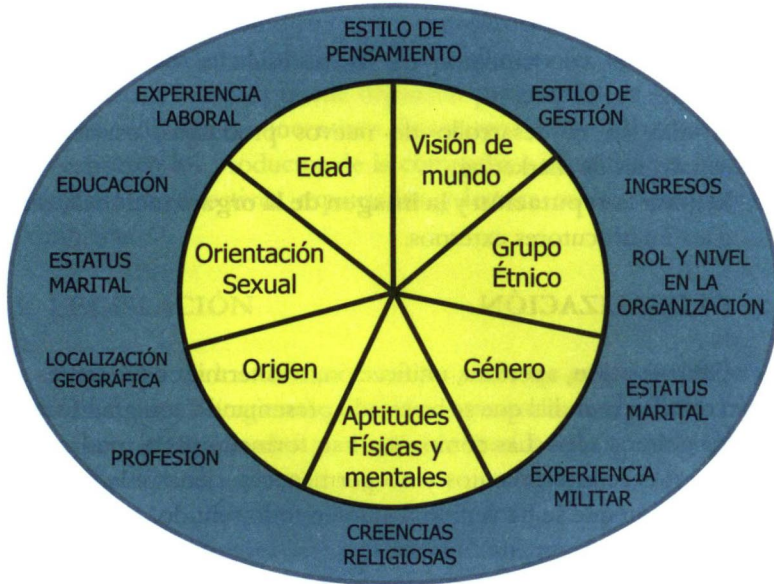 ESTILO DE
PENSAMIENTO
ESTILO DE
GESTIÓN
INGRESOS
ROL Y NIVEL
EN LA
ORGANIZACIÓN
ESTATUS
MARITAL
EXPERIENCIA
MILITAR
CREENCIAS
RELIGIOSAS
PROFESIÓN
LOCALIZACIÓN
GEOGRÁFICA
ESTATUS
MARITAL
EDUCACIÓN
EXPERIENCIA
LABORAL
Visión de
mundo
Grupo
Étnico
Género
Aptitudes
Físicas y
mentales
Origen
Orientación
Sexual
Edad